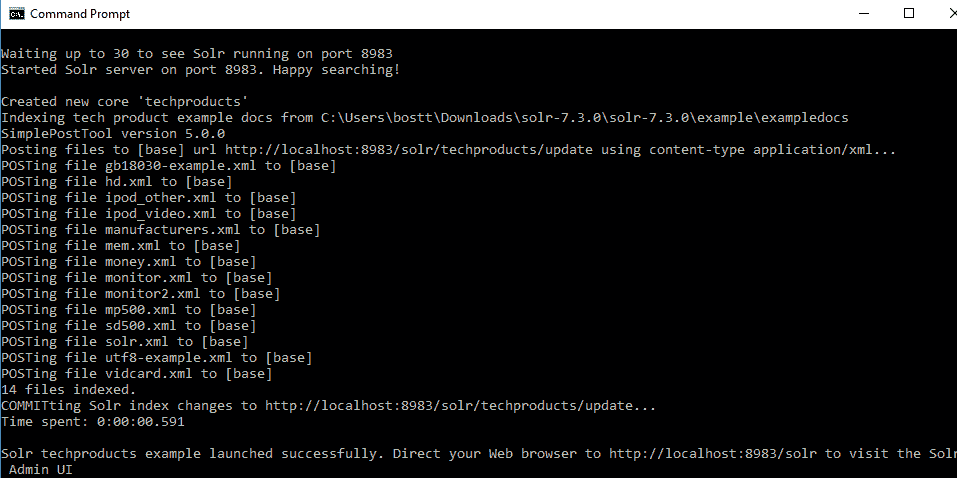 Command Prompt
Waiting up to 30 to see Solr running on port 8983
Started Solr server on port 8983. Happy searching!
Created new core 'techproducts'
Indexing tech product example docs from C:\Users\bostt\Downloads\solr-7.3.0\solr-7.3.0\example\exampledocs
SimplePostTool version 5.0.0
Posting files to [base] url http://localhost:8983/solr/techproducts/update using content-type application/xml...
POSTing file gb18030-example.xml to [base]
POSTing file hd.xml to [base]
POSTing file ipod_other.xml to [base]
POSTing file ipod_video.xml to [base]
POSTing file manufacturers.xml to [base]
POSTing file mem.xml to [base]
POSTing file money.xml to [base]
POSTing file monitor.xml to [base]
POSTing file monitor2.xml to [base]
POSTing file mp500.xml to [base]
POSTing file sd500.xml to [base]
POSTing file solr.xml to [base]
POSTing file utf8-example.xml to [base]
POSTing file vidcard.xml to [base]
14 files indexed.
COMMITting Solr index changes to http://localhost:8983/solr/techproducts/update...
Time spent: 0:00:00.591
Solr techproducts example launched successfully. Direct your Web browser to http://localhost:8983/solr to visit the Solr
Admin UI